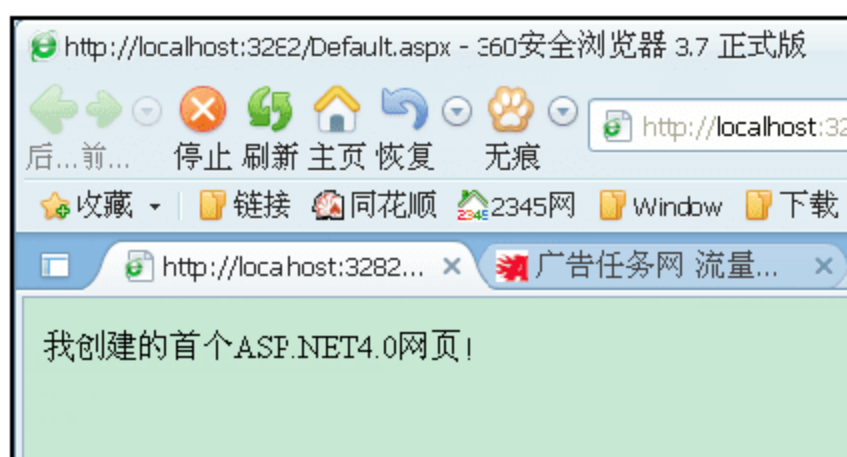 http://localhost:3282/Default.aspx - 360安全浏览器 3.7 正式版
http://localhost:32
后...前... 停止 刷新 主页 恢复 无痕
收藏 链接 同花顺 2345网 Window 下载
http://localhost:3282... 广告任务网 流量...
我创建的首个ASP.NET4.0网页!